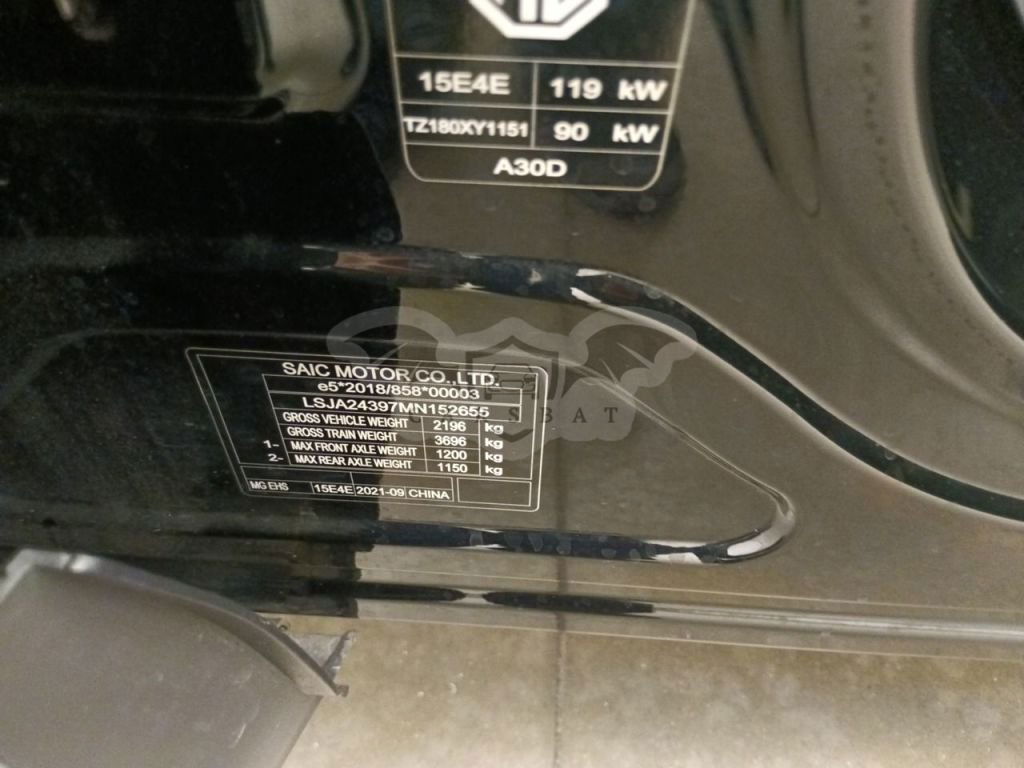 15E4E 119 kW
TZ180XY1151 90 kW
A30D
SAIC MOTOR CO.,LTD.
e5*2018/858*00003
LSJA24397MN152655
GROSS VEHICLE WEIGHT 2196 kg
GROSS TRAIN WEIGHT 3696 kg
1- MAX FRONT AXLE WEIGHT 1200 kg
2- MAX REAR AXLE WEIGHT 1150 kg
MG EHS 15E4E 2021-09 CHINA